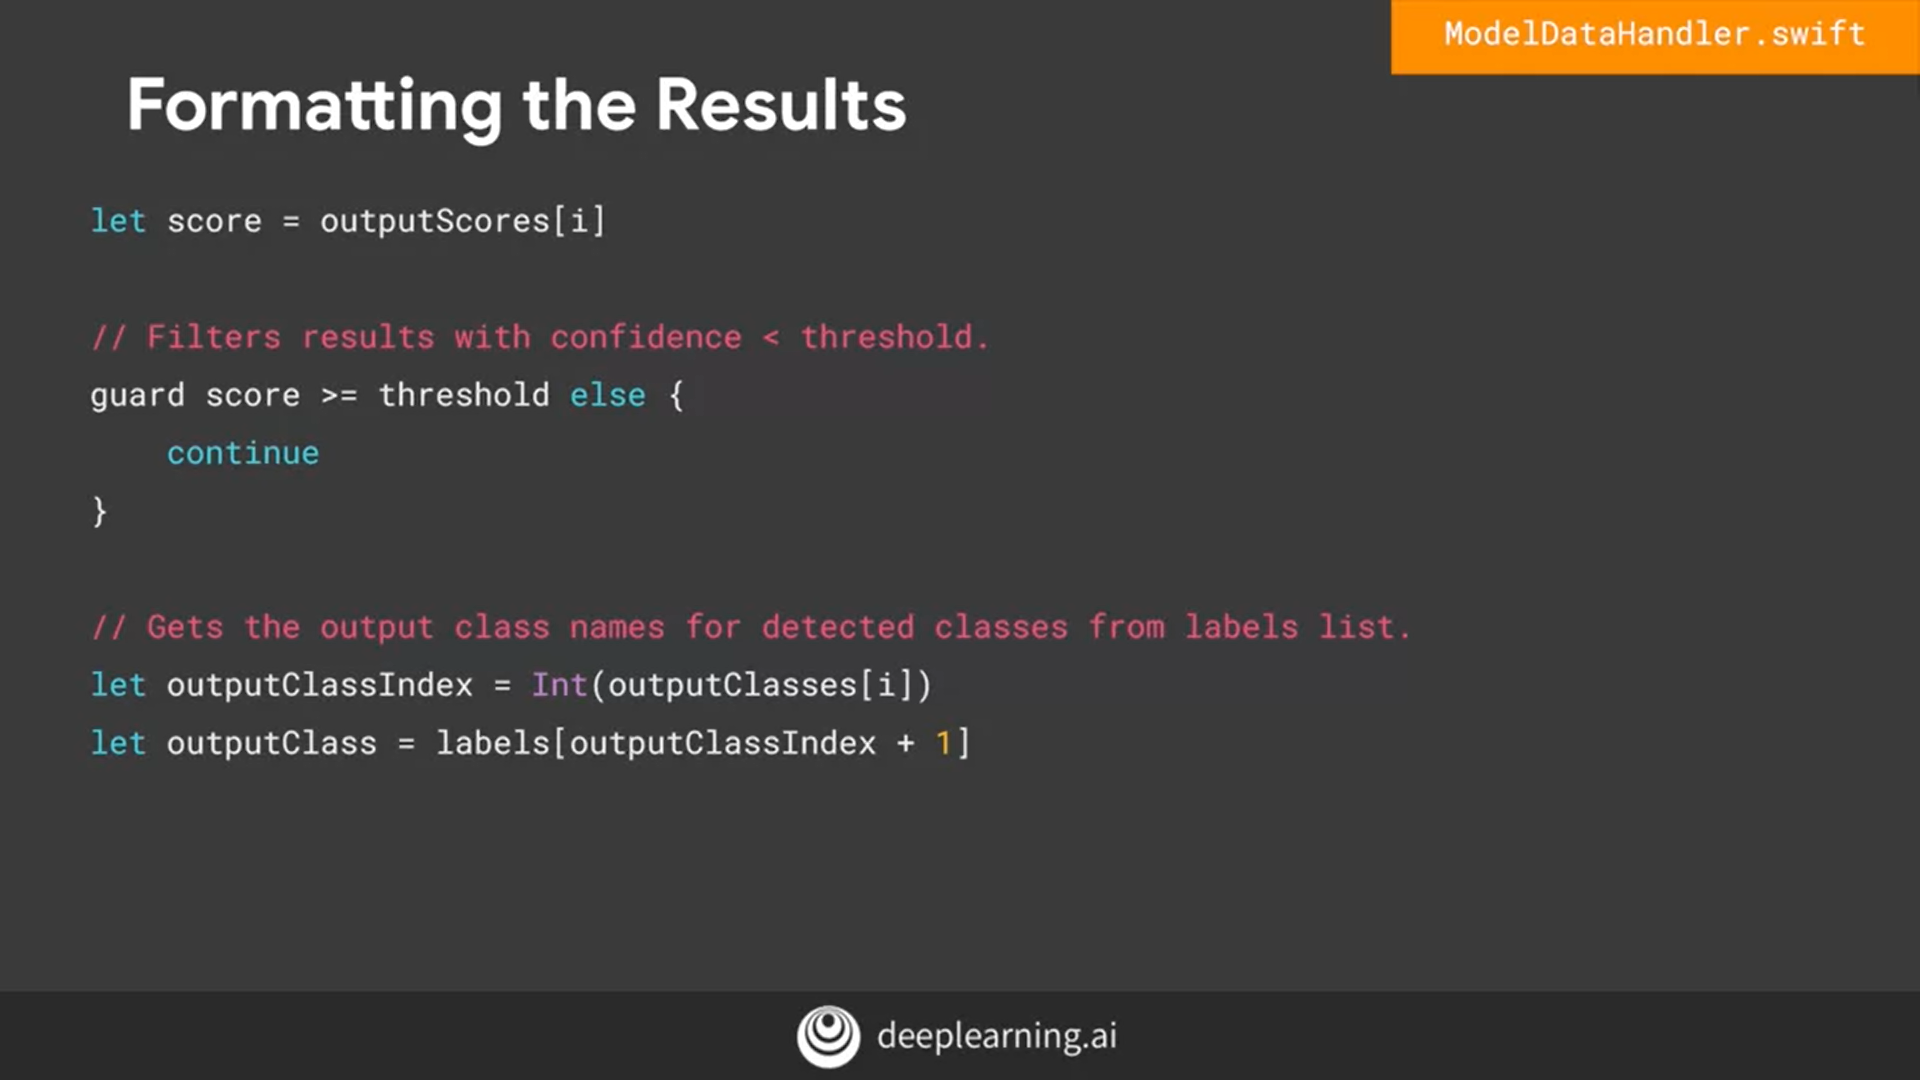 ModelDataHandler.swift
Formatting the Results
let score = outputScores[i]
// Filters results with confidence < threshold.
guard score >= threshold else {
continue
}
// Gets the output class names for detected classes from labels list.
let outputClassIndex = Int(outputClasses[i])
let outputClass = labels[outputClassIndex + 1]
deeplearning.ai